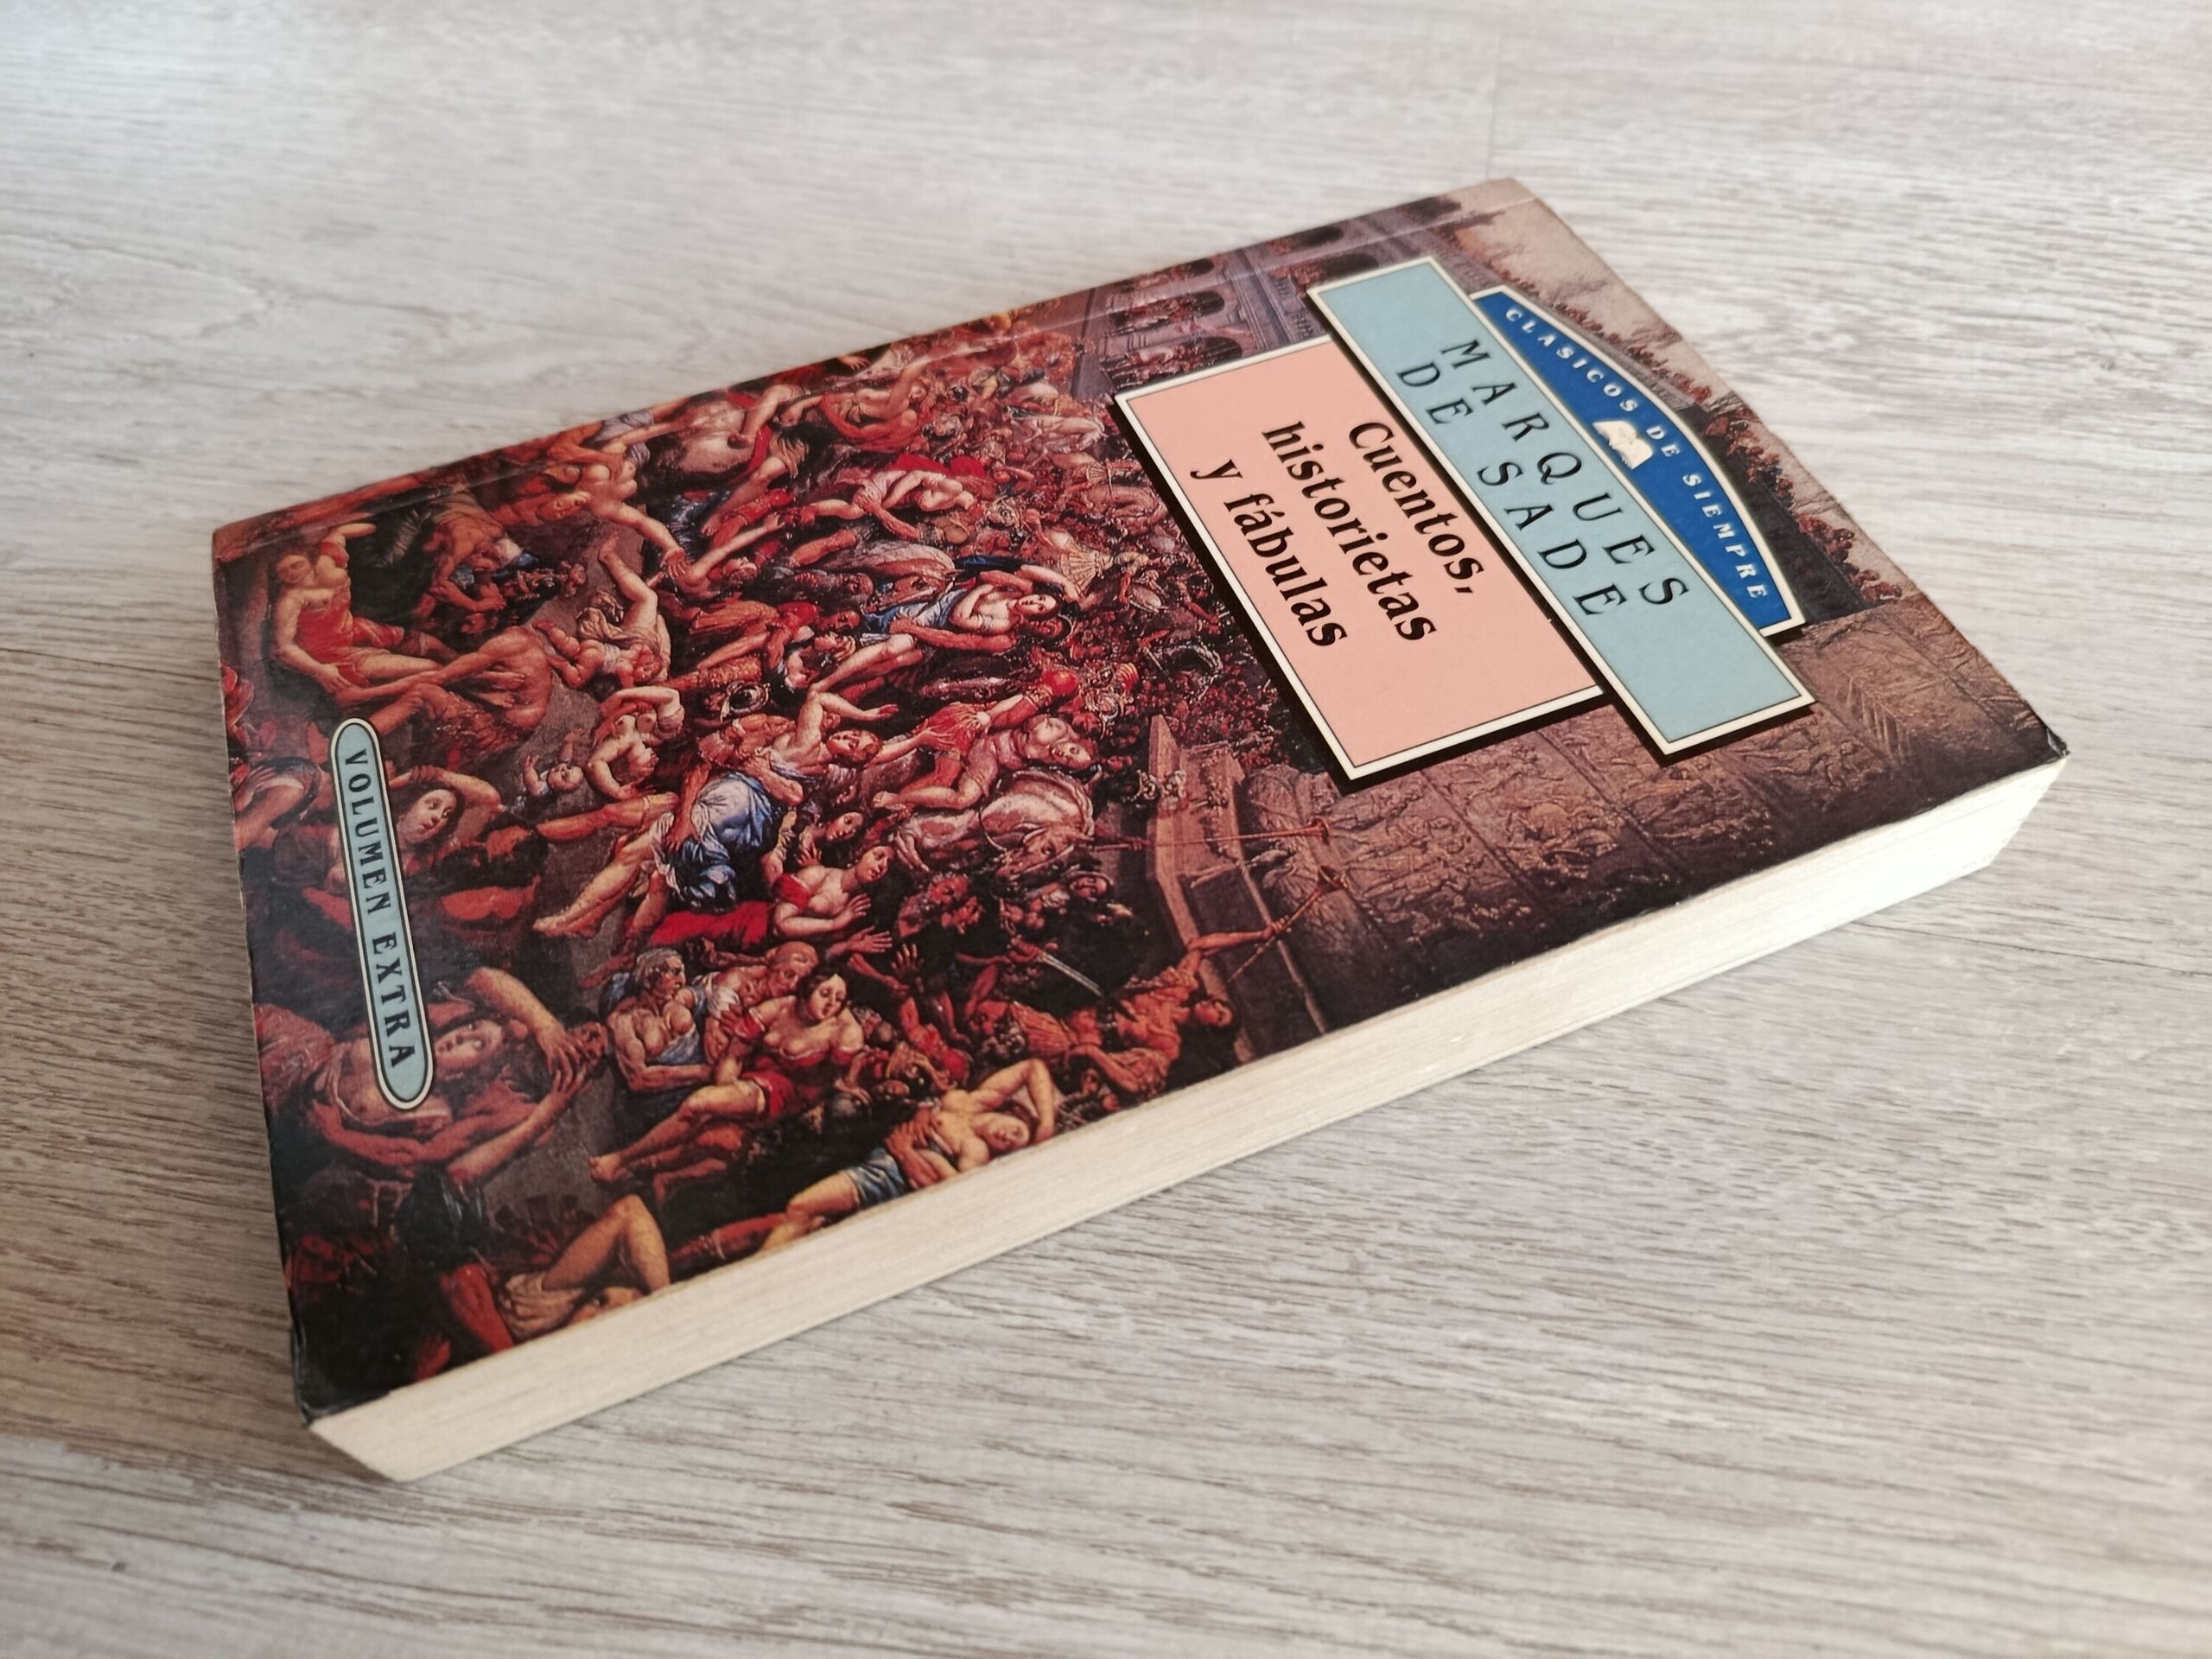 CLASICOS DE SIEMPRE
MARQUES
DE SADE
Cuentos,
historietas
y fábulas
VOLUMEN EXTRA